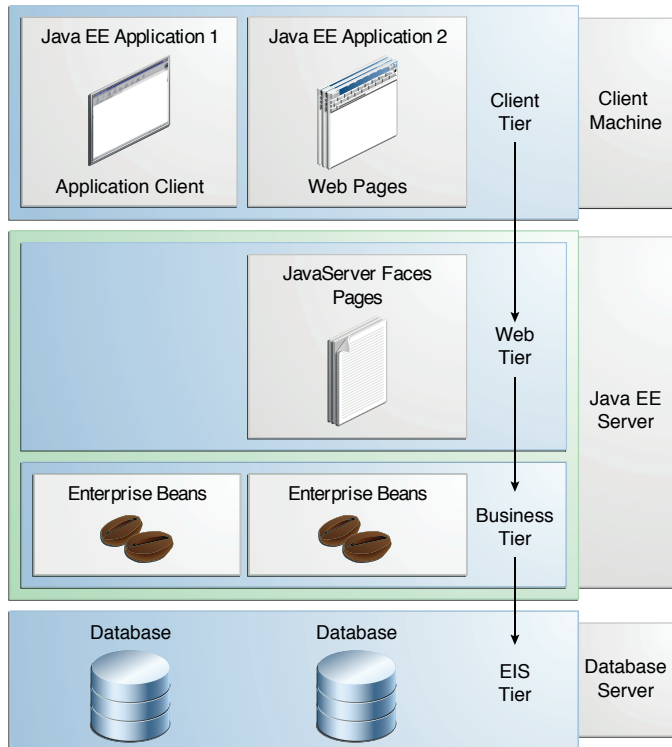 Java EE Application 1
Java EE Application 2
Application Client
Web Pages
Client
Tier
Client
Machine
JavaServer Faces
Pages
Web
Tier
Java EE
Server
Enterprise Beans
Enterprise Beans
Business
Tier
Database
Database
EIS
Tier
Database
Server